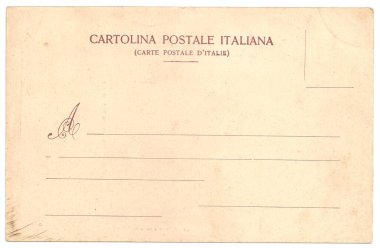 CARTOLINA POSTALE ITALIANA
(CARTE POSTALE D'ITALIE)
A